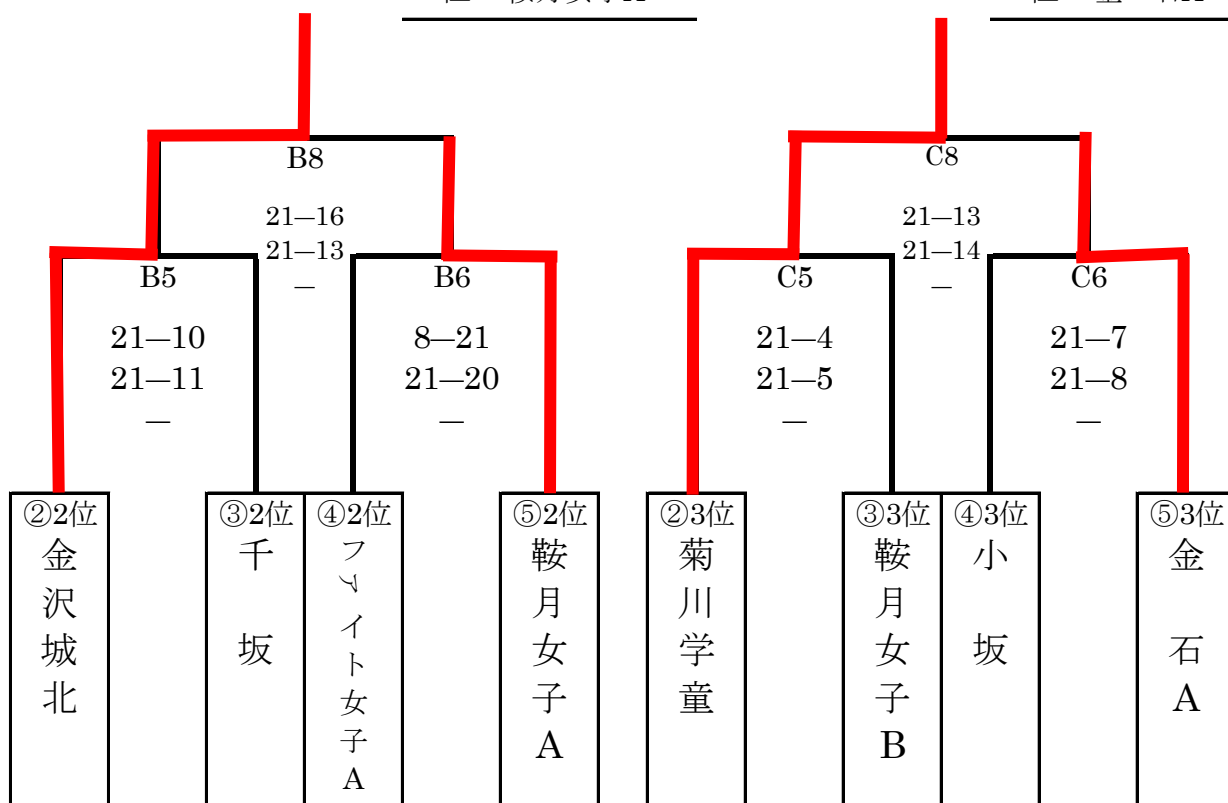 B8
21—16
21—13
—
B5
21—10
21—11
—
B6
8—21
21—20
—
C8
21—13
21—14
—
C5
21—4
21—5
—
C6
21—7
21—8
—
②2位
金沢城北
③2位
千坂
④2位
ファイト女子A
⑤2位
鞍月女子A
②3位
菊川学童
③3位
鞍月女子B
④3位
小坂
⑤3位
金石A